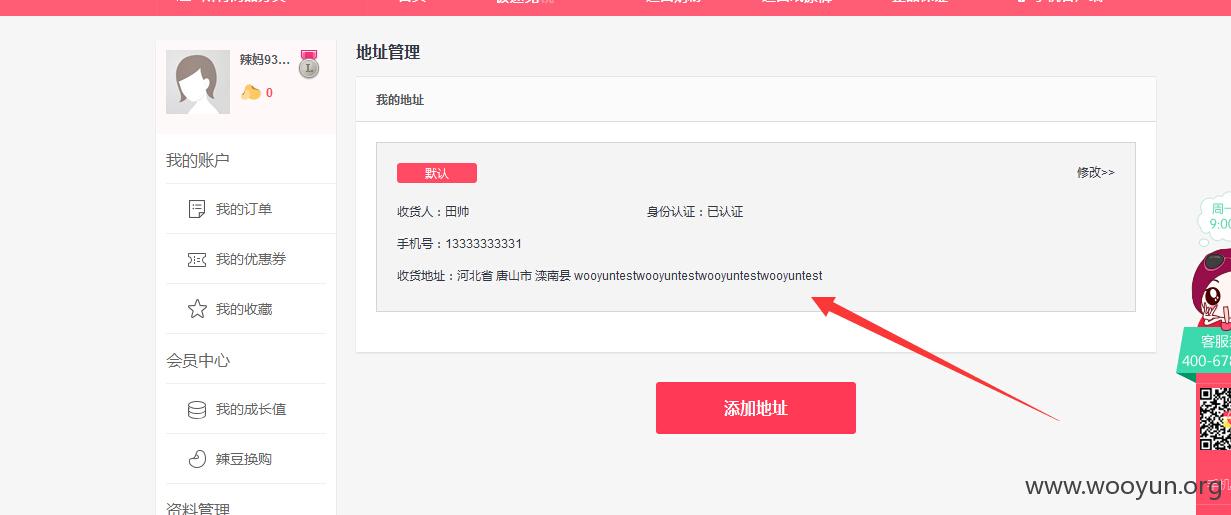 地址管理
辣妈93...
L
0
我的地址
默认
修改>>
收货人：田帅
身份认证：已认证
手机号：13333333331
收货地址：河北省 唐山市 滦南县 wooyuntestwooyuntestwooyuntestwooyuntest
添加地址
我的账户
我的订单
我的优惠券
我的收藏
会员中心
我的成长值
辣豆换购
资料管理
周一
9:00
客服
400-678
www.wooyun.org